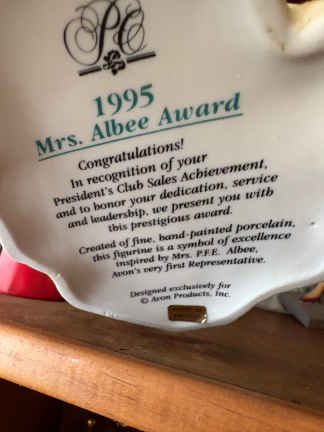 PC
1995
Mrs. Albee Award
Congratulations!
In recognition of your
President's Club Sales Achievement,
and to honor your dedication, service
and leadership, we present you with
this prestigious award.
Created of fine, hand-painted porcelain,
this figurine is a symbol of excellence
inspired by Mrs. P.F.E. Albee,
Avon's very first Representative.
Designed exclusively for
© Avon Products, Inc.